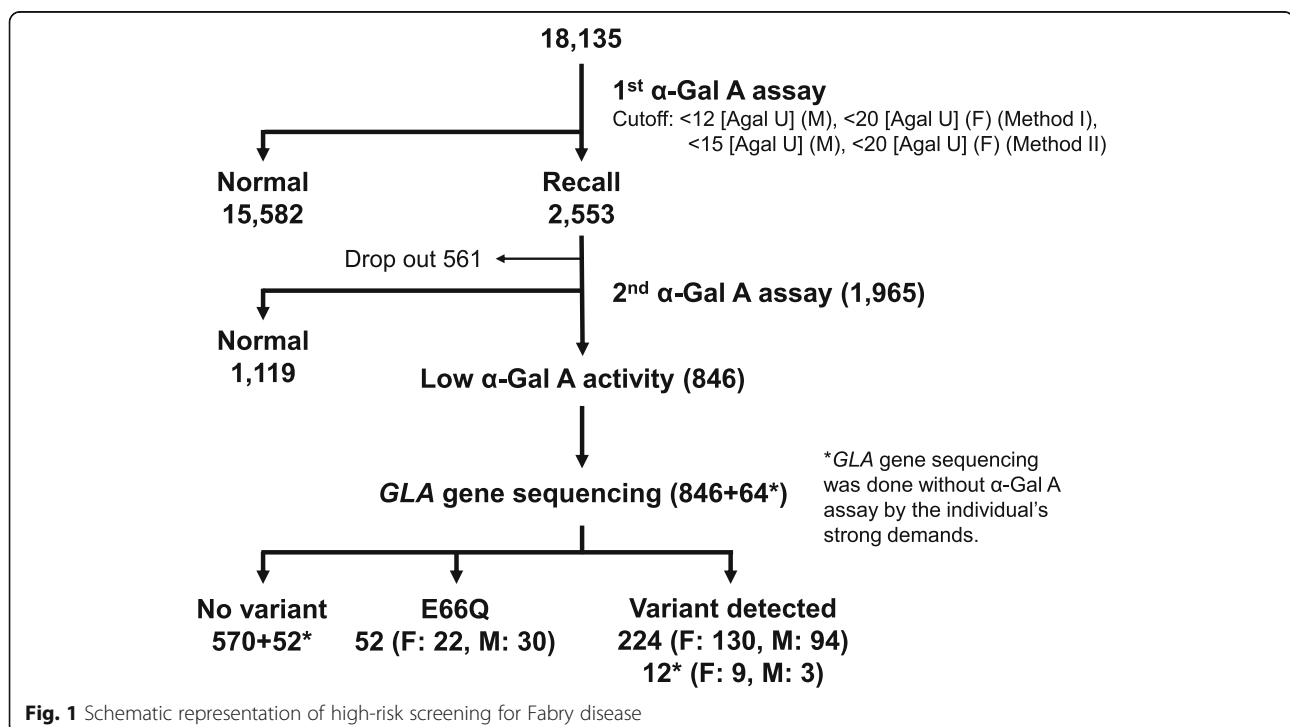 18,135
1st α-Gal A assay
Cutoff: <12 [Agal U] (M), <20 [Agal U] (F) (Method I),
<15 [Agal U] (M), <20 [Agal U] (F) (Method II)
Normal
15,582
Recall
2,553
Drop out 561
2nd α-Gal A assay (1,965)
Normal
1,119
Low α-Gal A activity (846)
GLA gene sequencing (846+64*)
*GLA gene sequencing
was done without α-Gal A
assay by the individual's
strong demands.
No variant
570+52*
E66Q
52 (F: 22, M: 30)
Variant detected
224 (F: 130, M: 94)
12* (F: 9, M: 3)
Fig. 1 Schematic representation of high-risk screening for Fabry disease